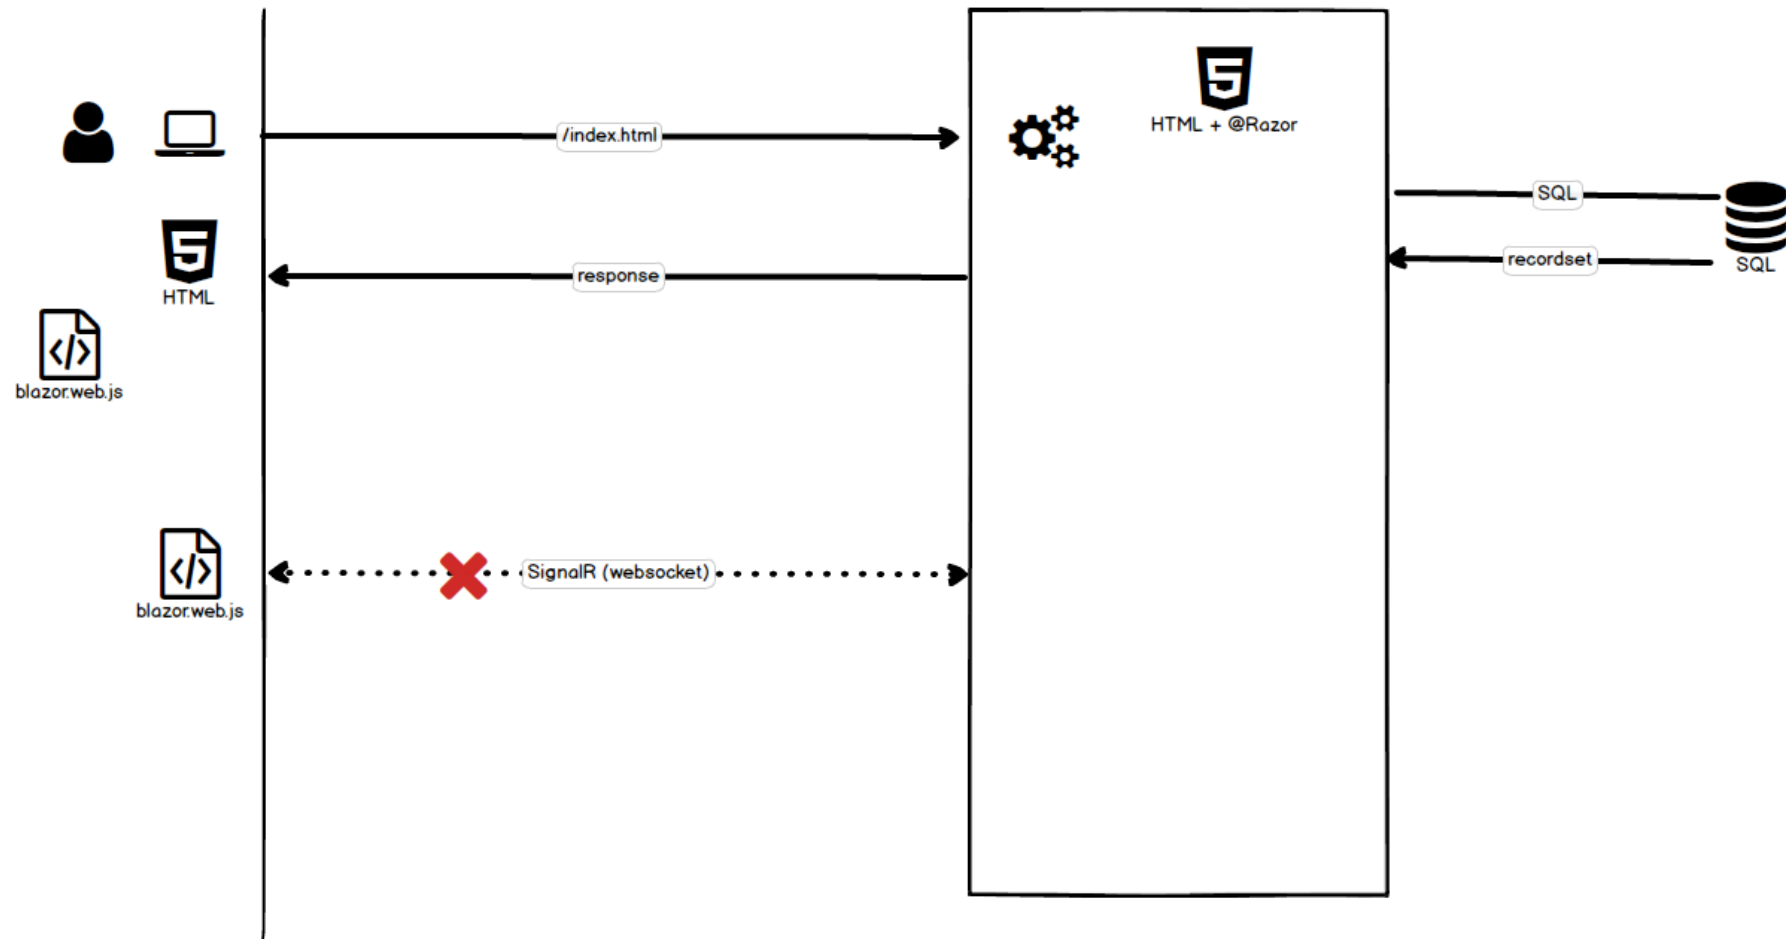 HTML + @Razor
/index.html
SQL
recordset
SQL
response
HTML
blazor.web.js
SignalR (websocket)
blazor.web.js